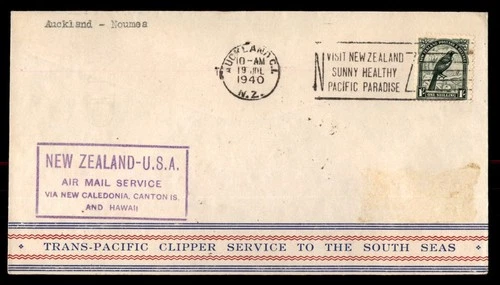 Auckland - Noumea
AUCKLAND C.1.
10-AM
19 JUL
1940
N.Z.
VISIT NEW ZEALAND
SUNNY HEALTHY
PACIFIC PARADISE
ONE SHILLING
NEW ZEALAND-U.S.A.
AIR MAIL SERVICE
VIA NEW CALEDONIA, CANTON IS.
AND HAWAII
TRANS-PACIFIC CLIPPER SERVICE TO THE SOUTH SEAS